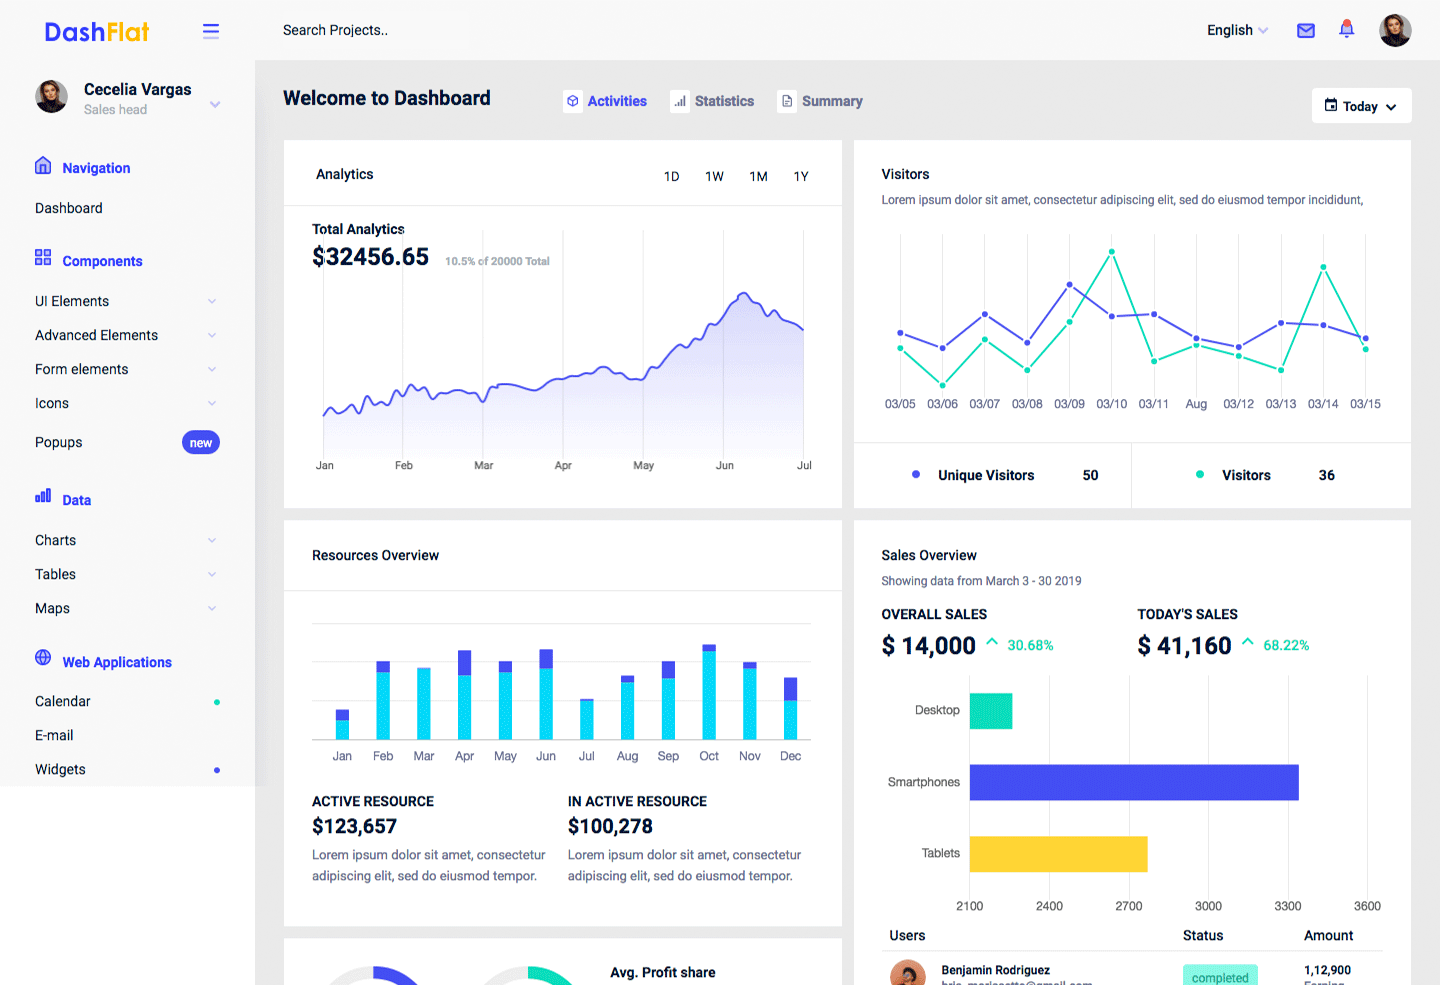 DashFlat
Search Projects..
English
Cecelia Vargas
Sales head
Navigation
Dashboard
Components
UI Elements
Advanced Elements
Form elements
Icons
Popups
new
Data
Charts
Tables
Maps
Web Applications
Calendar
E-mail
Widgets
Welcome to Dashboard
Activities
Statistics
Summary
Today
Analytics
1D 1W 1M 1Y
Total Analytics
$32456.65 10.5% of 20000 Total
Jan Feb Mar Apr May Jun Jul
Visitors
Lorem ipsum dolor sit amet, consectetur adipiscing elit, sed do eiusmod tempor incididunt,
03/05 03/06 03/07 03/08 03/09 03/10 03/11 Aug 03/12 03/13 03/14 03/15
Unique Visitors 50
Visitors 36
Resources Overview
Jan Feb Mar Apr May Jun Jul Aug Sep Oct Nov Dec
ACTIVE RESOURCE
$123,657
Lorem ipsum dolor sit amet, consectetur
adipiscing elit, sed do eiusmod tempor.
IN ACTIVE RESOURCE
$100,278
Lorem ipsum dolor sit amet, consectetur
adipiscing elit, sed do eiusmod tempor.
Sales Overview
Showing data from March 3 - 30 2019
OVERALL SALES
$ 14,000 30.68%
TODAY'S SALES
$ 41,160 68.22%
Desktop
Smartphones
Tablets
2100 2400 2700 3000 3300 3600
Users Status Amount
Benjamin Rodriguez
completed
1,12,900
Avg. Profit share